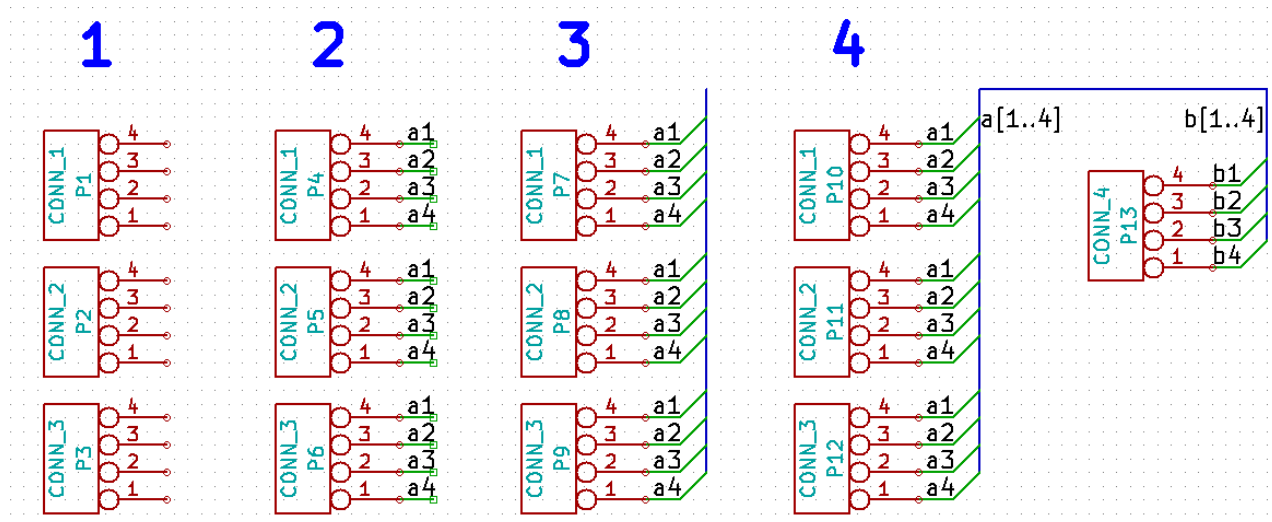 1
2
3
4
CONN_1
P1
4
3
2
1
CONN_2
P2
4
3
2
1
CONN_3
P3
4
3
2
1
CONN_1
P4
4 a1
3 a2
2 a3
1 a4
CONN_2
P5
4 a1
3 a2
2 a3
1 a4
CONN_3
P6
4 a1
3 a2
2 a3
1 a4
CONN_1
P7
4 a1
3 a2
2 a3
1 a4
CONN_2
P8
4 a1
3 a2
2 a3
1 a4
CONN_3
P9
4 a1
3 a2
2 a3
1 a4
CONN_1
P10
4 a1
3 a2
2 a3
1 a4
CONN_2
P11
4 a1
3 a2
2 a3
1 a4
CONN_3
P12
4 a1
3 a2
2 a3
1 a4
a[1..4]
b[1..4]
CONN_4
P13
4 b1
3 b2
2 b3
1 b4